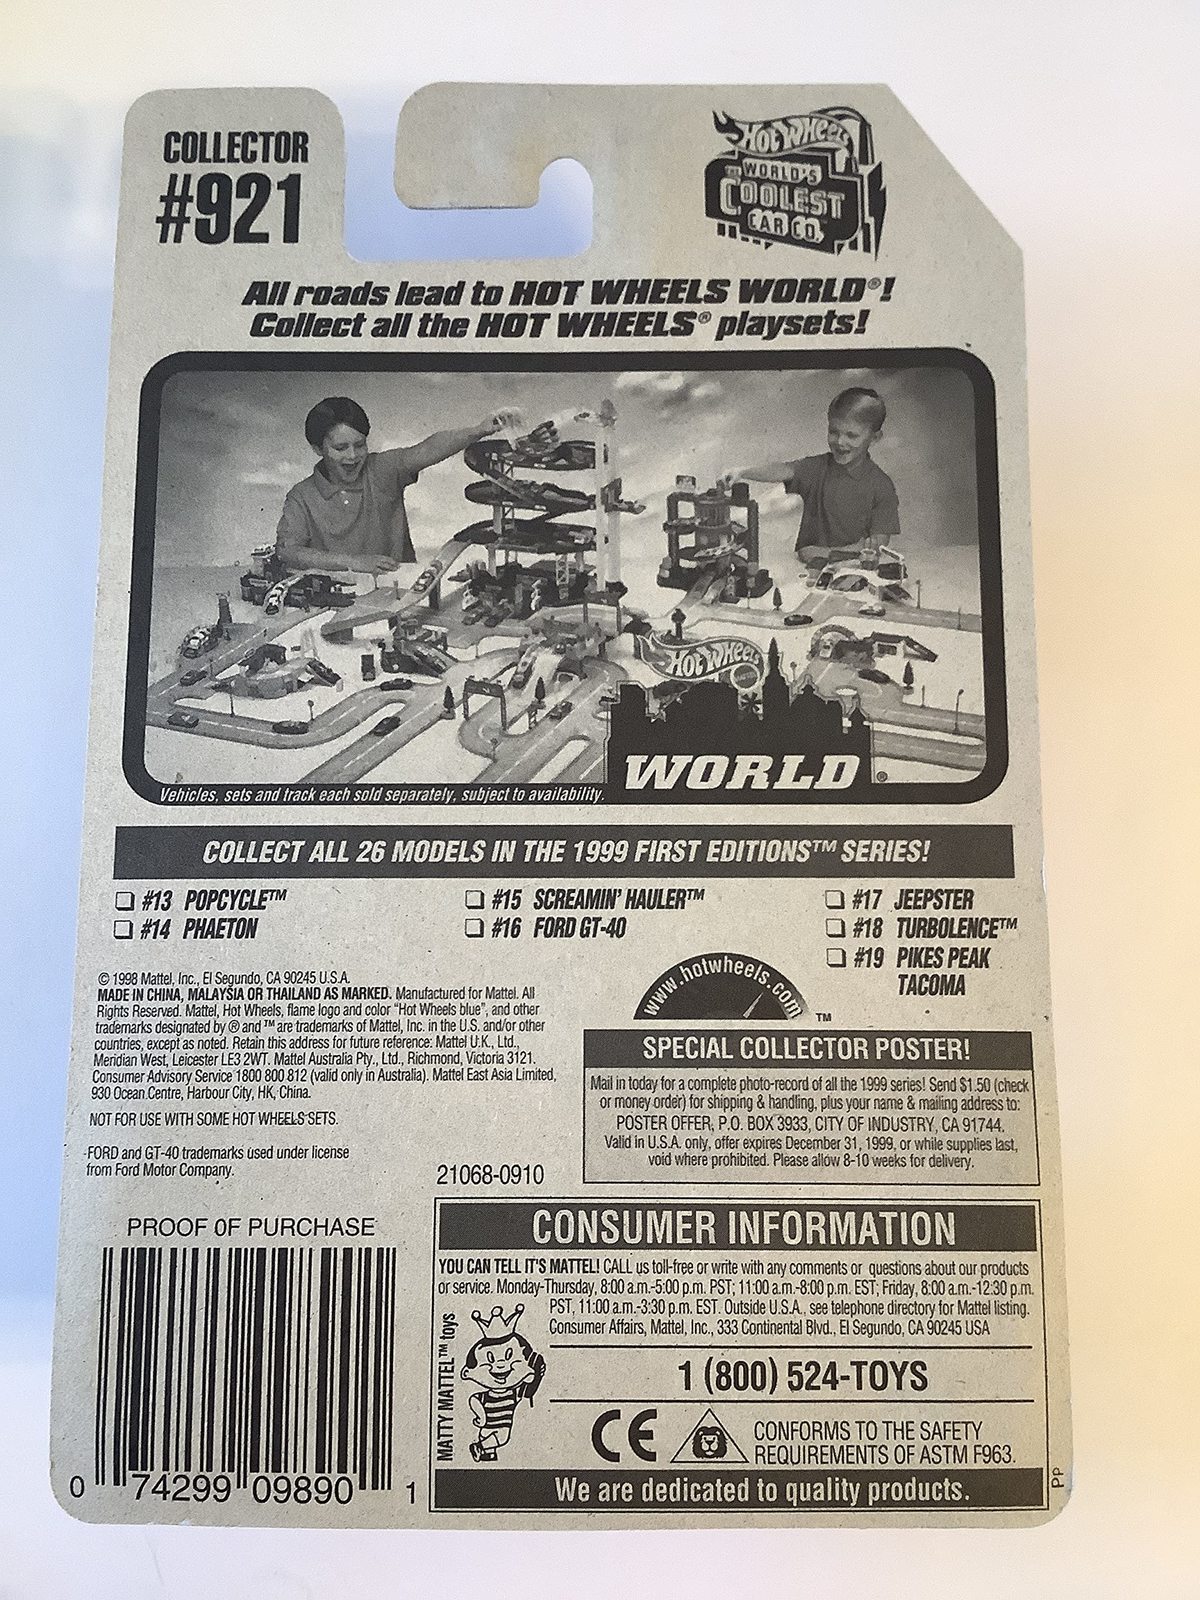 COLLECTOR
#921
HOT WHEELS
THE WORLD'S
COOLEST
CAR CO.
All roads lead to HOT WHEELS WORLD®!
Collect all the HOT WHEELS® playsets!
HOT WHEELS
WORLD®
Vehicles, sets and track each sold separately, subject to availability.
COLLECT ALL 26 MODELS IN THE 1999 FIRST EDITIONS™ SERIES!
#13 POPCYCLE™
#14 PHAETON
#15 SCREAMIN' HAULER™
#16 FORD GT-40
#17 JEEPSTER
#18 TURBOLENCE™
#19 PIKES PEAK
TACOMA
© 1998 Mattel, Inc., El Segundo, CA 90245 U.S.A.
MADE IN CHINA, MALAYSIA OR THAILAND AS MARKED. Manufactured for Mattel. All
Rights Reserved. Mattel, Hot Wheels, flame logo and color "Hot Wheels blue", and other
trademarks designated by ® and ™ are trademarks of Mattel, Inc. in the U.S. and/or other
countries, except as noted. Retain this address for future reference: Mattel U.K., Ltd.,
Meridian West, Leicester LE3 2WT. Mattel Australia Pty., Ltd., Richmond, Victoria 3121.
Consumer Advisory Service 1800 800 812 (valid only in Australia). Mattel East Asia Limited,
930 Ocean Centre, Harbour City, HK, China.
NOT FOR USE WITH SOME HOT WHEELS SETS.
FORD and GT-40 trademarks used under license
from Ford Motor Company.
21068-0910
www.hotwheels.com™
SPECIAL COLLECTOR POSTER!
Mail in today for a complete photo-record of all the 1999 series! Send $1.50 (check
or money order) for shipping & handling, plus your name & mailing address to:
POSTER OFFER, P.O. BOX 3933, CITY OF INDUSTRY, CA 91744.
Valid in U.S.A. only, offer expires December 31, 1999, or while supplies last,
void where prohibited. Please allow 8-10 weeks for delivery.
PROOF OF PURCHASE
0 74299 09890 1
CONSUMER INFORMATION
YOU CAN TELL IT'S MATTEL! CALL us toll-free or write with any comments or questions about our products
or service. Monday-Thursday, 8:00 a.m.-5:00 p.m. PST; 11:00 a.m.-8:00 p.m. EST; Friday, 8:00 a.m.-12:30 p.m.
PST, 11:00 a.m.-3:30 p.m. EST. Outside U.S.A., see telephone directory for Mattel listing.
Consumer Affairs, Mattel, Inc., 333 Continental Blvd., El Segundo, CA 90245 USA
MATTY MATTEL™ toys
1 (800) 524-TOYS
CE
CONFORMS TO THE SAFETY
REQUIREMENTS OF ASTM F963.
We are dedicated to quality products.
PP